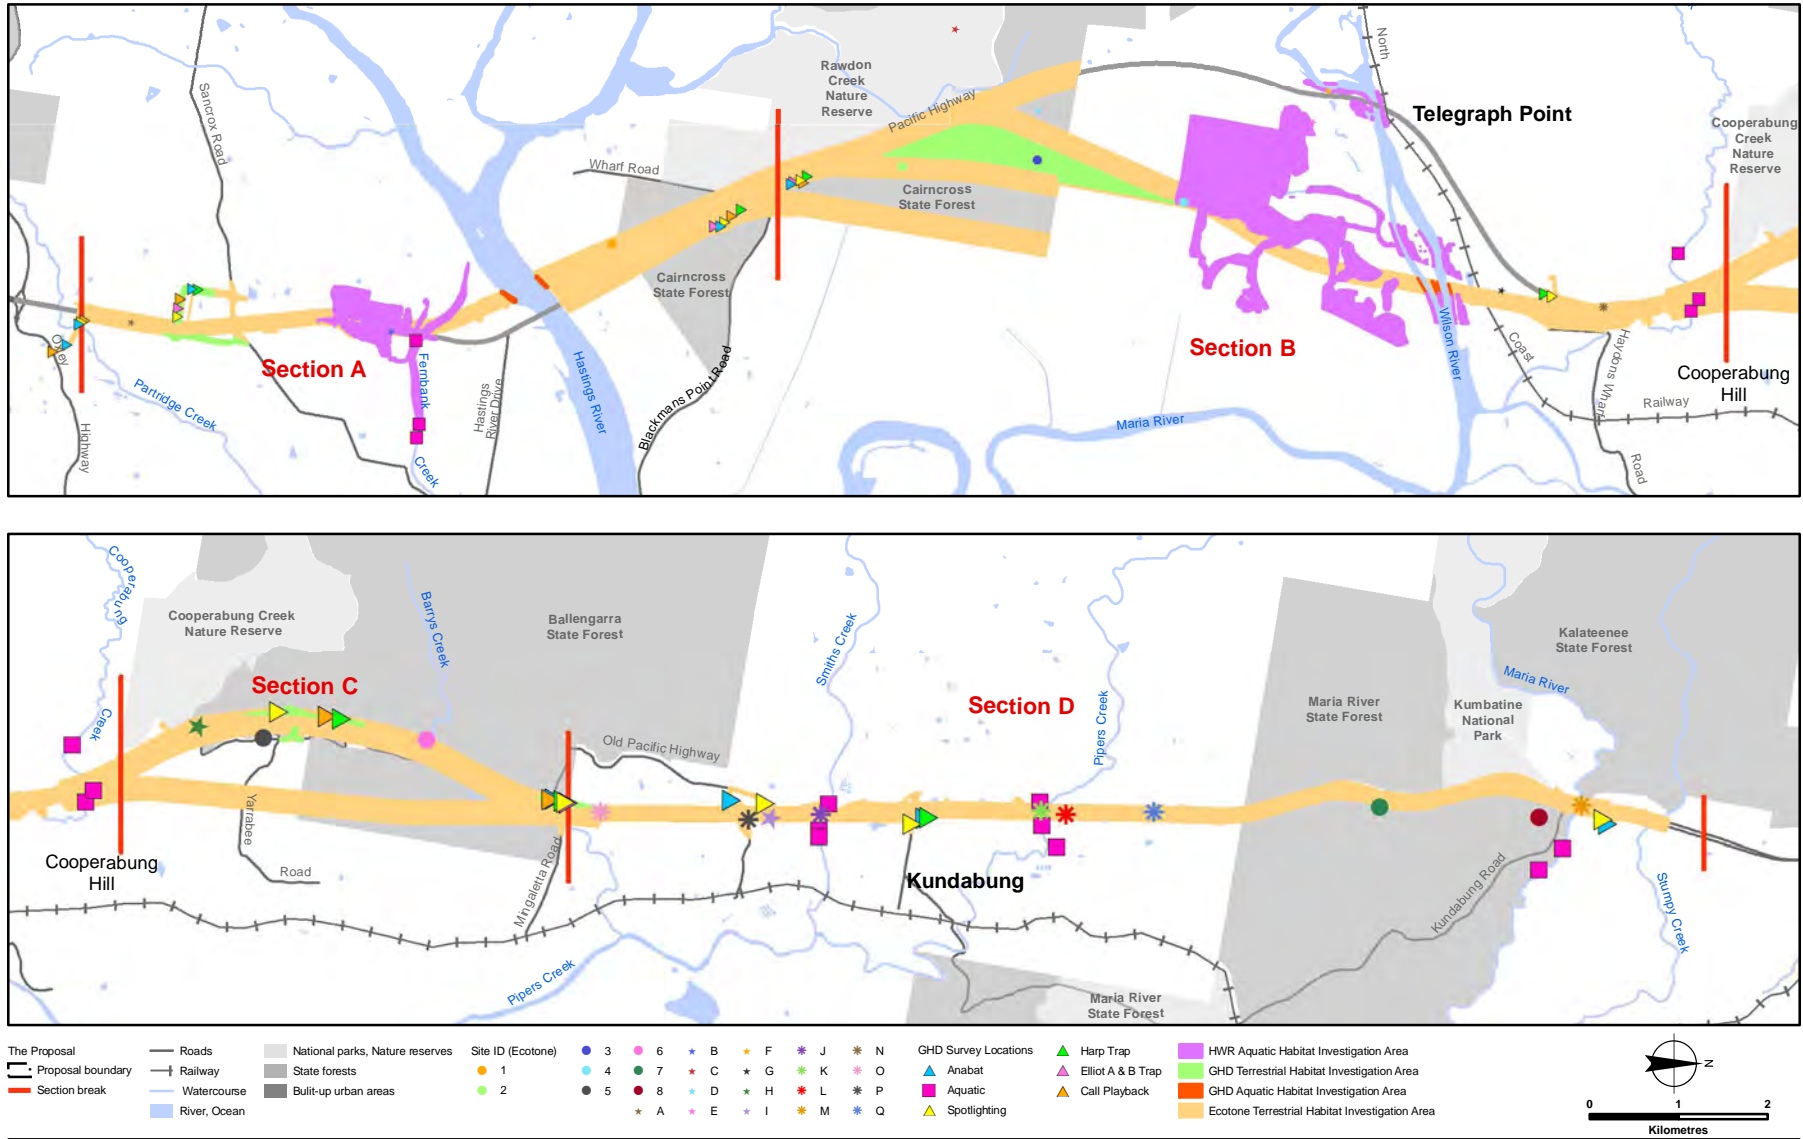 Rawdon
Creek
Nature
Reserve
Pacific Highway
North
Telegraph Point
Cooperabung
Creek
Nature
Reserve
Sancrox Road
Wharf Road
Cairncross
State Forest
Cairncross
State Forest
Section A
Section B
Oxley
Highway
Partridge Creek
Fernbank
Creek
Hastings
River Drive
Hastings River
Blackmans Point Road
Maria River
Wilson River
Coast
Railway
Haydons Wharf
Road
Cooperabung
Hill
Cooperabung
Creek
Cooperabung Creek
Nature Reserve
Barrys Creek
Ballengarra
State Forest
Section C
Smiths Creek
Section D
Pipers Creek
Maria River
State Forest
Kumbatine
National
Park
Kalateenee
State Forest
Maria River
Old Pacific Highway
Yarrabee
Road
Cooperabung
Hill
Mingaletta Road
Kundabung
Kundabung Road
Stumpy Creek
Pipers Creek
Maria River
State Forest
The Proposal
Proposal boundary
Section break
Roads
Railway
Watercourse
River, Ocean
National parks, Nature reserves
State forests
Bulit-up urban areas
Site ID (Ecotone)
1
2
3
4
5
6
7
8
A
B
C
D
E
F
G
H
I
J
K
L
M
N
O
P
Q
GHD Survey Locations
Anabat
Aquatic
Spotlighting
Harp Trap
Elliot A & B Trap
Call Playback
HWR Aquatic Habitat Investigation Area
GHD Terrestrial Habitat Investigation Area
GHD Aquatic Habitat Investigation Area
Ecotone Terrestrial Habitat Investigation Area
N
0 1 2
Kilometres